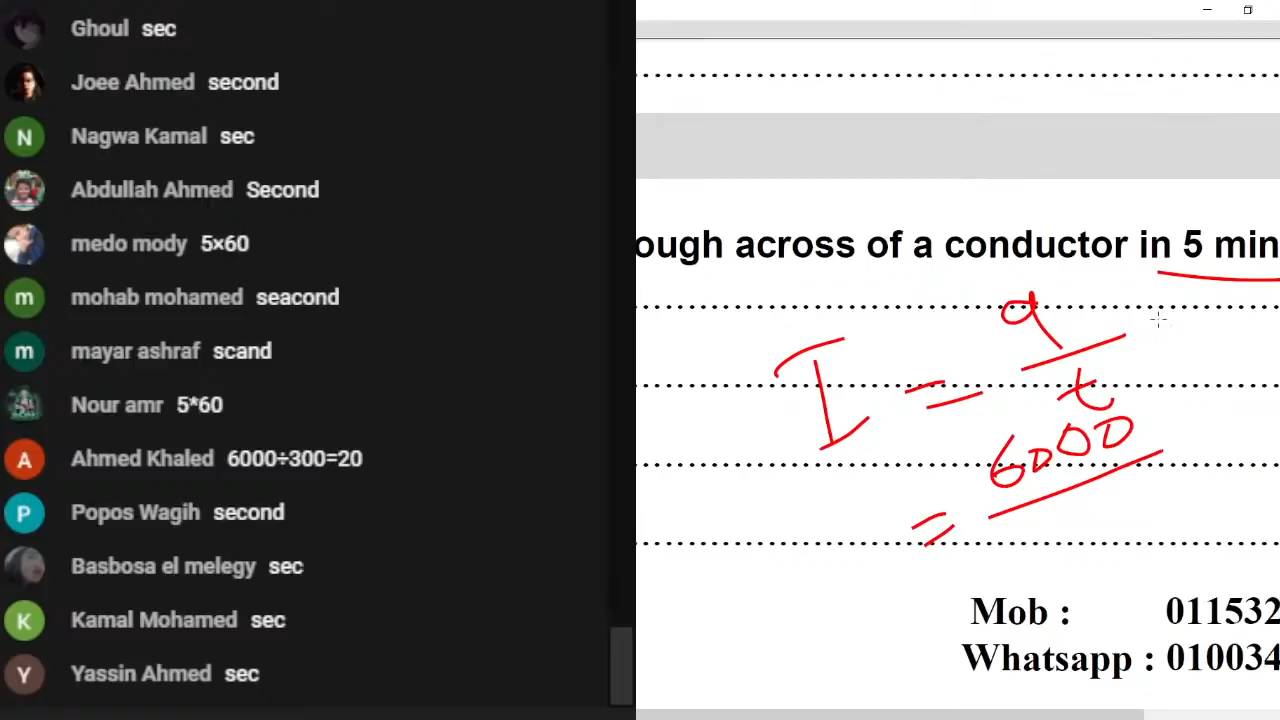 Ghoul sec
Joee Ahmed second
N Nagwa Kamal sec
Abdullah Ahmed Second
medo mody 5×60
m mohab mohamed seacond
m mayar ashraf scand
Nour amr 5*60
A Ahmed Khaled 6000÷300=20
P Popos Wagih second
Basbosa el melegy sec
K Kamal Mohamed sec
Y Yassin Ahmed sec
ough across of a conductor in 5 min
I = q/t
= 6000
Mob : 011532
Whatsapp : 010034